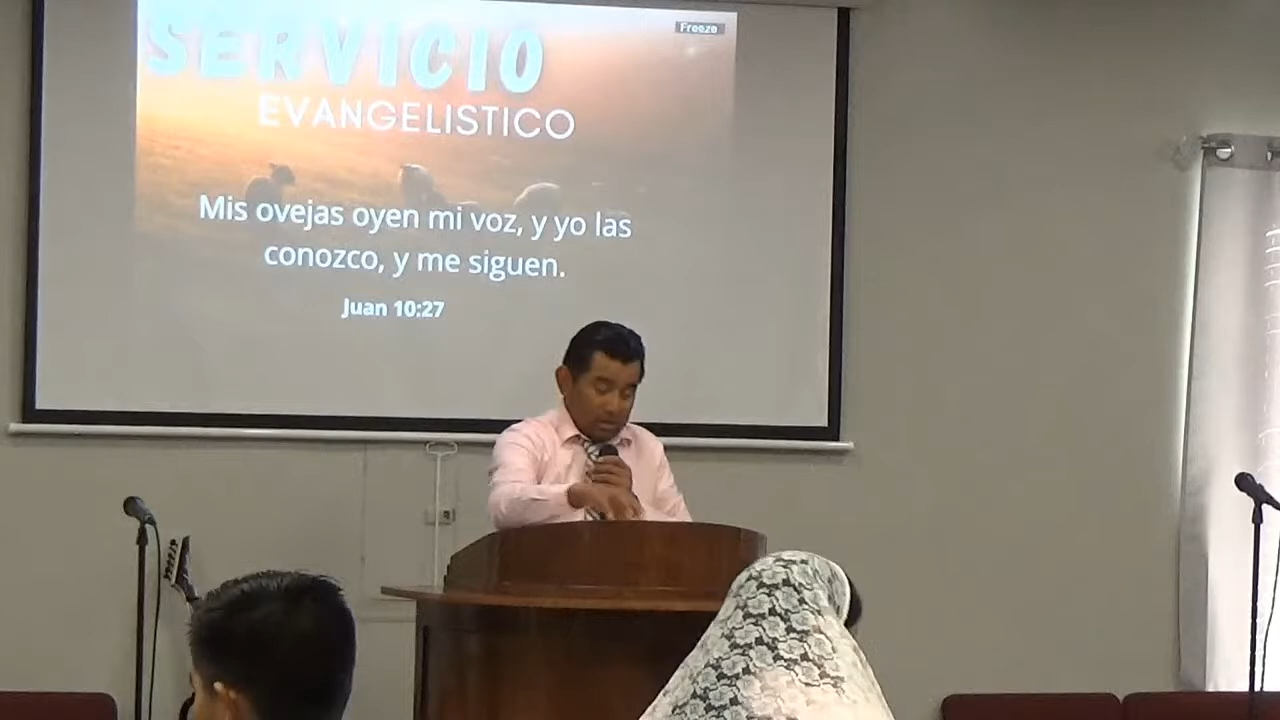 Freeze
SERVICIO
EVANGELISTICO
Mis ovejas oyen mi voz, y yo las
conozco, y me siguen.
Juan 10:27